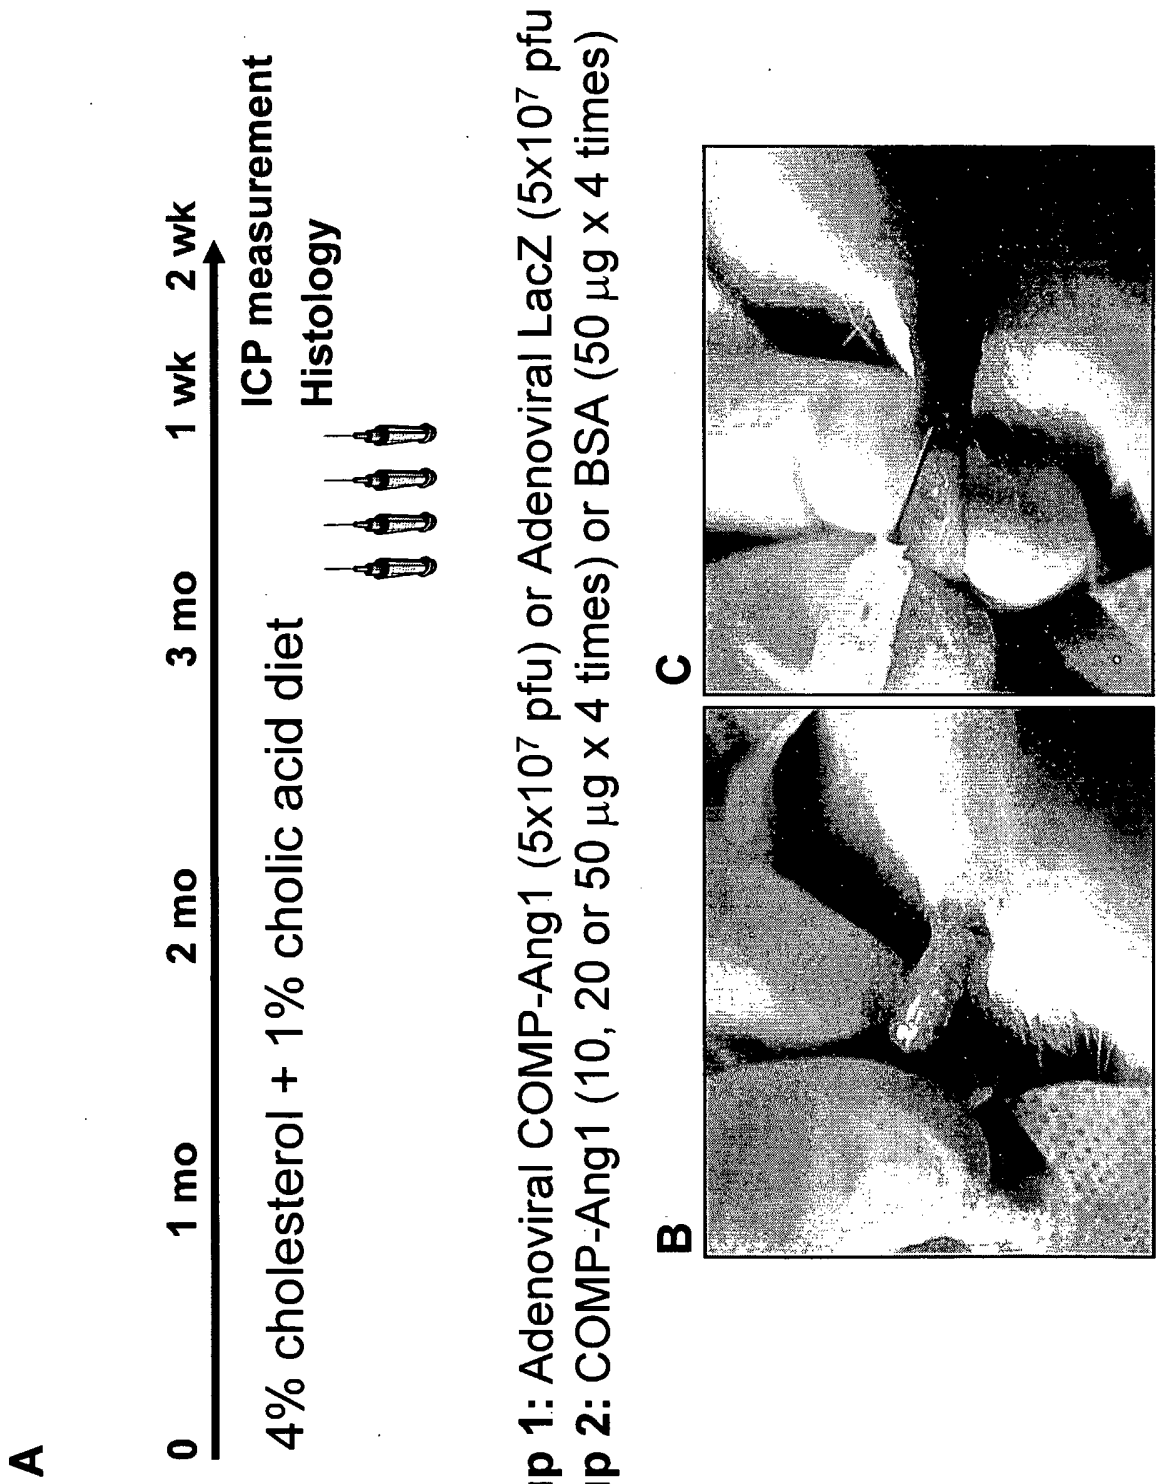 A
0 1 mo 2 mo 3 mo 1 wk 2 wk
4% cholesterol + 1% cholic acid diet
ICP measurement
Histology
up 1: Adenoviral COMP-Ang1 (5x10⁷ pfu) or Adenoviral LacZ (5x10⁷ pfu
up 2: COMP-Ang1 (10, 20 or 50 μg x 4 times) or BSA (50 μg x 4 times)
B
C